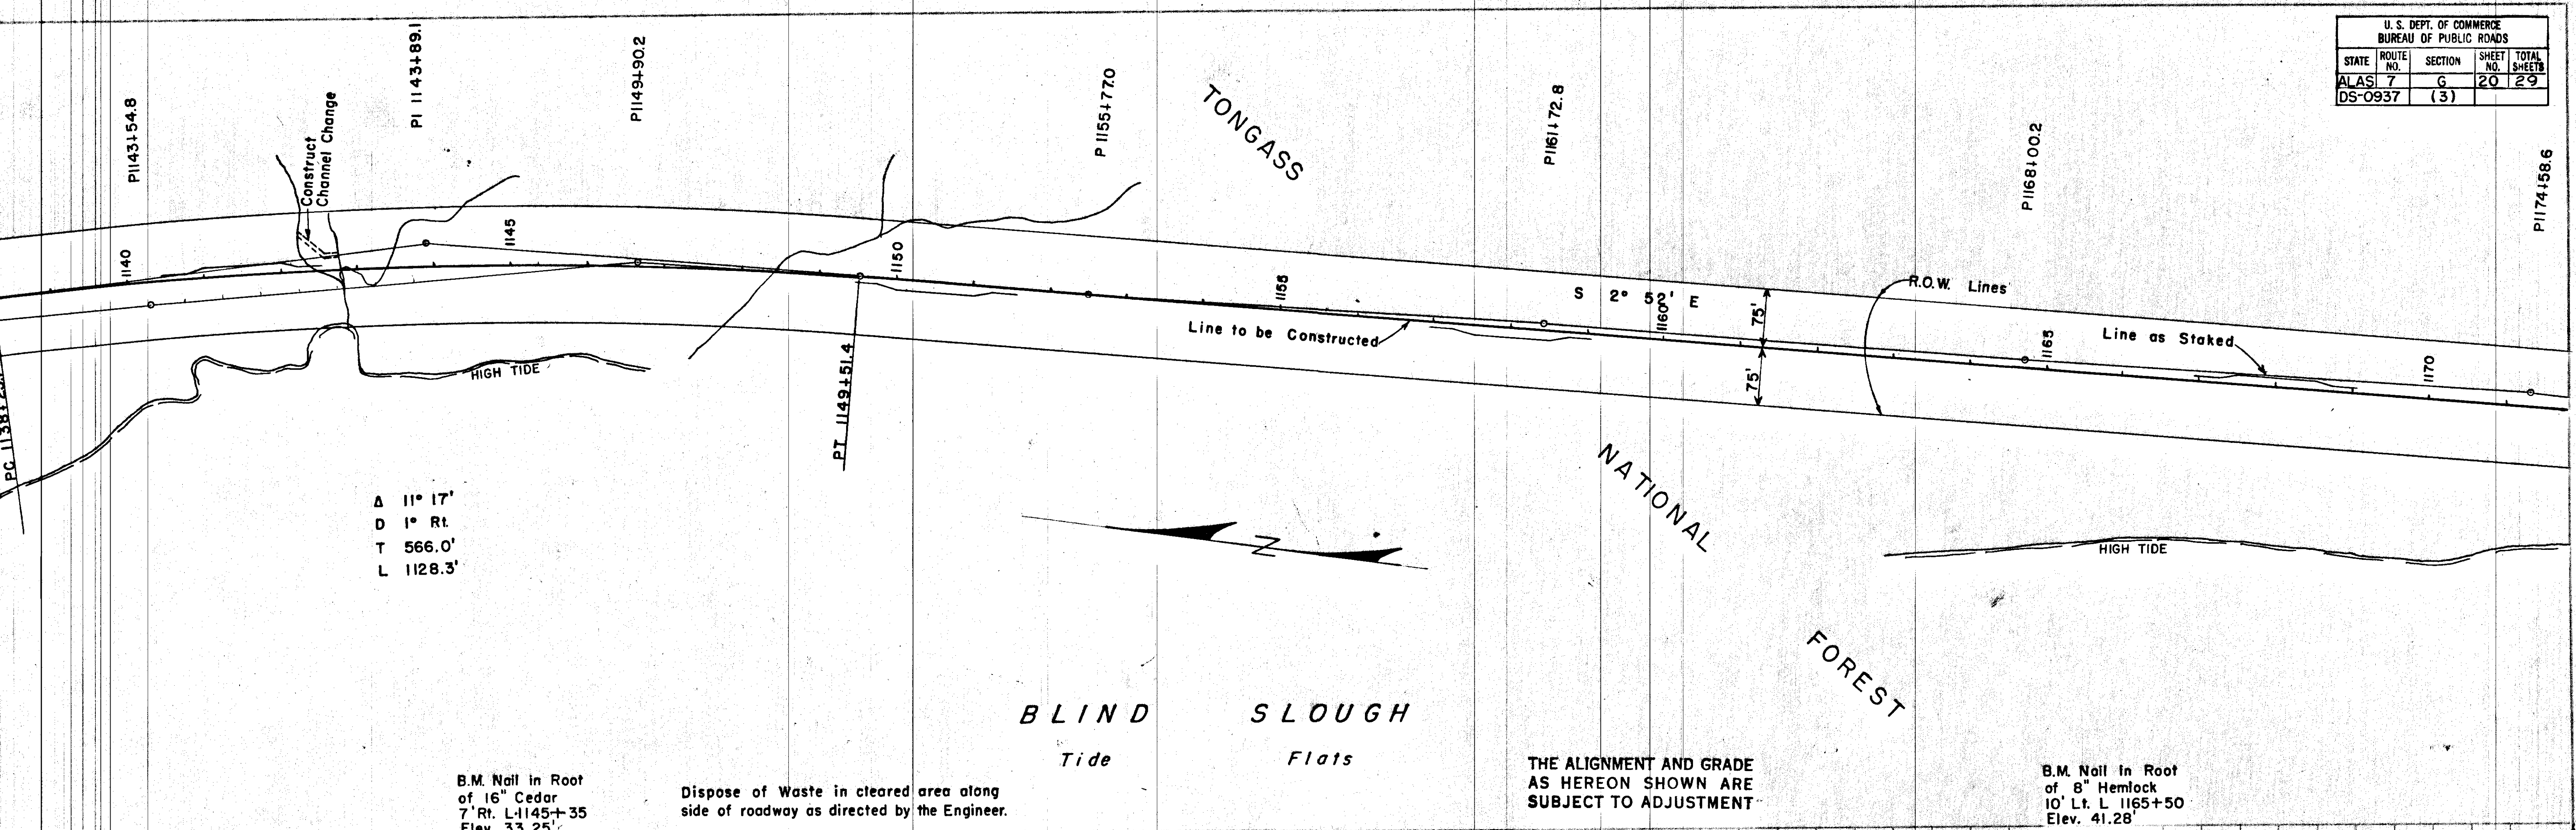 U. S. DEPT. OF COMMERCE
BUREAU OF PUBLIC ROADS
STATE ROUTE NO. SECTION SHEET NO. TOTAL SHEETS
ALAS 7 G 20 29
DS-0937 (3)
P1143+54.8
PI 1143+89.1
P1149+90.2
P1155+77.0
P1161+72.8
P1168+00.2
P1174+58.6
Construct
Channel Change
TONGASS
1140
1145
1150
1155
1160
1165
1170
S 2° 52' E
75'
75'
R.O.W. Lines
Line to be Constructed
Line as Staked
HIGH TIDE
PC 1138+
PT 1149+51.4
NATIONAL
Δ 11° 17'
D 1° Rt.
T 566.0'
L 1128.3'
N
HIGH TIDE
FOREST
BLIND SLOUGH
Tide Flats
B.M. Nail in Root
of 16" Cedar
7' Rt. L-1145+35
Elev. 33.25'
Dispose of Waste in cleared area along
side of roadway as directed by the Engineer.
THE ALIGNMENT AND GRADE
AS HEREON SHOWN ARE
SUBJECT TO ADJUSTMENT
B.M. Nail in Root
of 8" Hemlock
10' Lt. L 1165+50
Elev. 41.28'